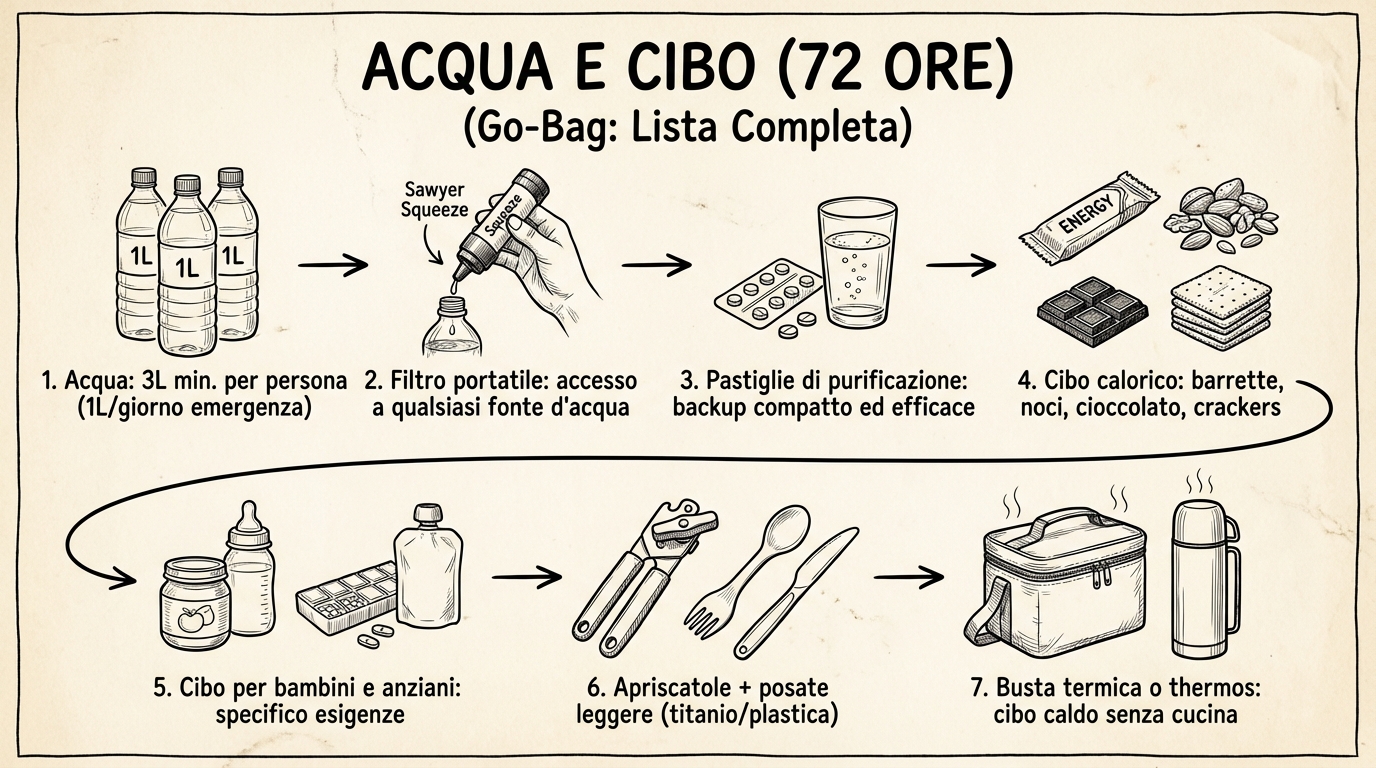 ACQUA E CIBO (72 ORE)
(Go-Bag: Lista Completa)
1L
1L
1L
Sawyer
Squeeze
Squeeze
ENERGY
1. Acqua: 3L min. per persona
(1L/giorno emergenza)
2. Filtro portatile: accesso
a qualsiasi fonte d'acqua
3. Pastiglie di purificazione:
backup compatto ed efficace
4. Cibo calorico: barrette,
noci, cioccolato, crackers
5. Cibo per bambini e anziani:
specifico esigenze
6. Apriscatole + posate
leggere (titanio/plastica)
7. Busta termica o thermos:
cibo caldo senza cucina